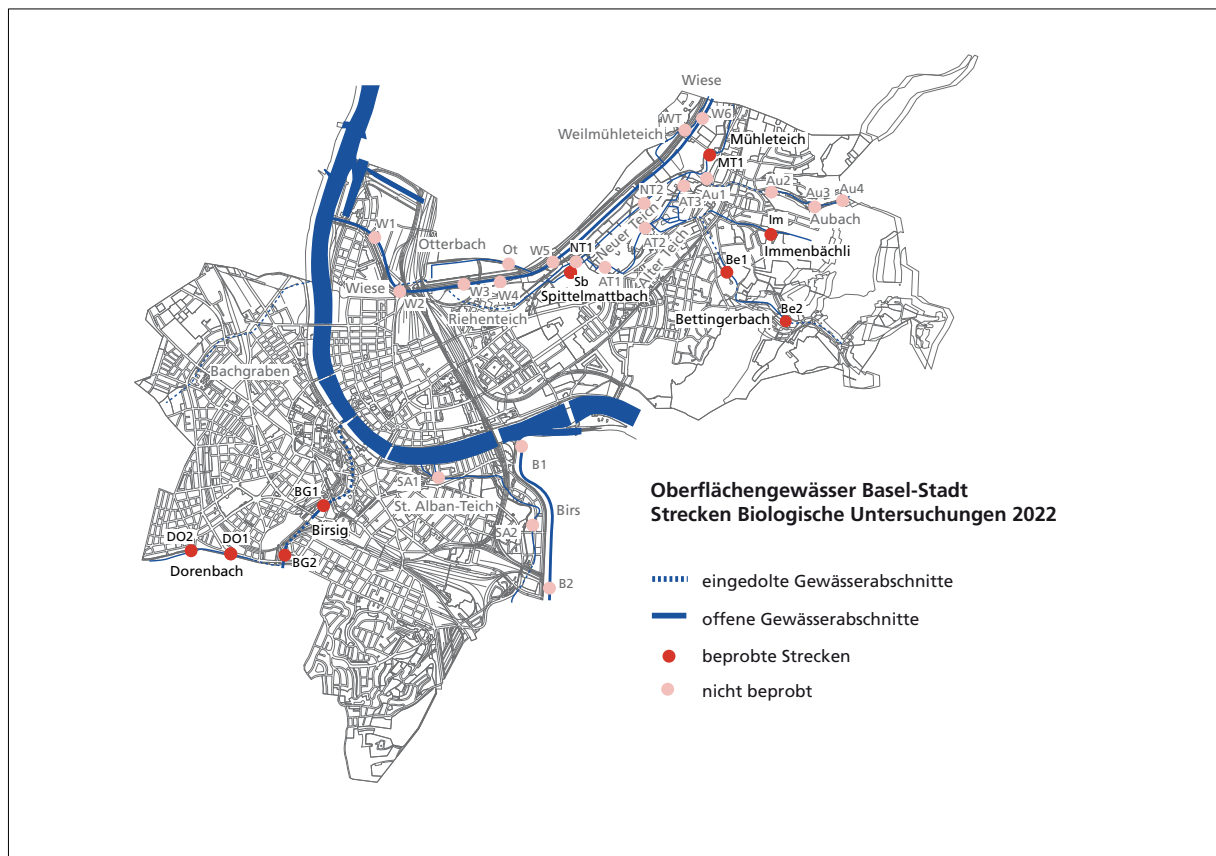 Wiese
WT
W6
Weilmühleteich
Mühleteich
MT1
Au1
Au2
Au3
Au4
Aubach
NT2
AT3
Neuer Teich
AT2
Alter Teich
Im
Immenbächli
W1
Otterbach
Ot
W5
NT1
AT1
Sb
Spittelmattbach
Be1
Wiese
W2
W3
W4
Riehenteich
Bettingerbach
Be2
Bachgraben
B1
SA1
St. Alban-Teich
Birs
SA2
B2
BG1
Birsig
DO2
DO1
BG2
Dorenbach
Oberflächengewässer Basel-Stadt
Strecken Biologische Untersuchungen 2022
eingedolte Gewässerabschnitte
offene Gewässerabschnitte
beprobte Strecken
nicht beprobt